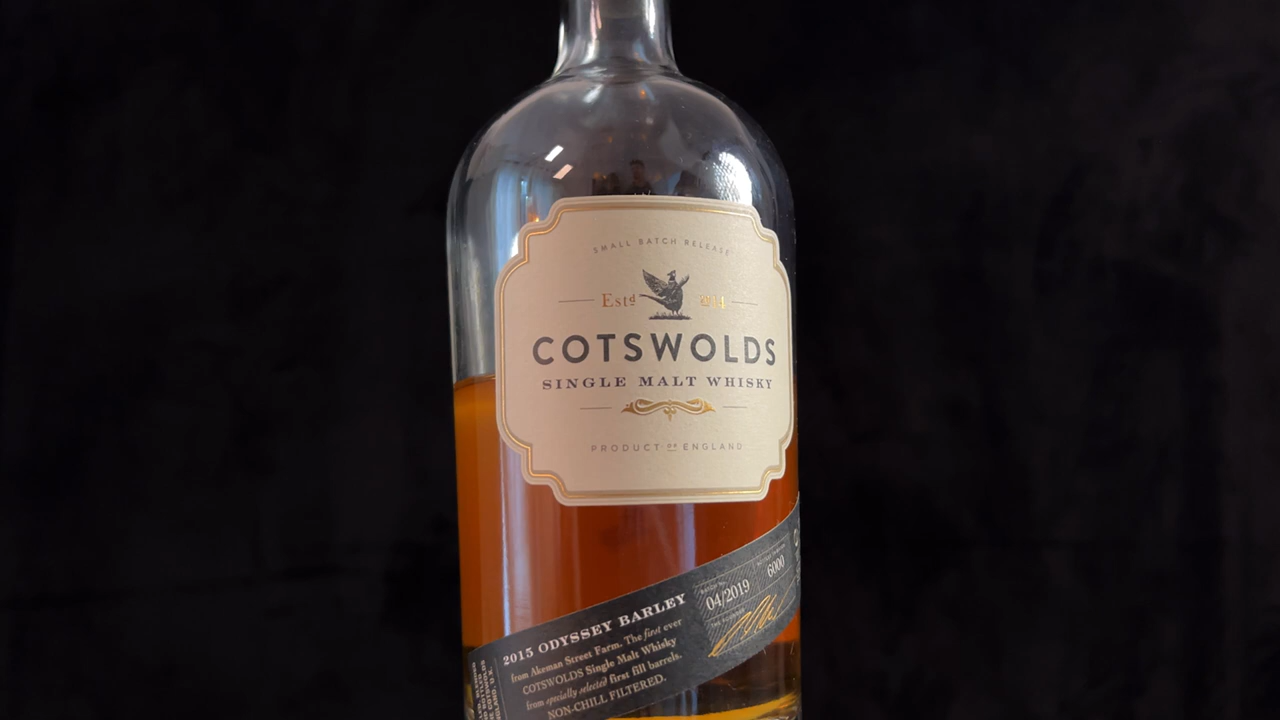 SMALL BATCH RELEASE
Estd 2014
COTSWOLDS
SINGLE MALT WHISKY
PRODUCT OF ENGLAND
2015 ODYSSEY BARLEY
from Akeman Street Farm. The first ever
COTSWOLDS Single Malt Whisky
from specially selected first fill barrels.
NON-CHILL FILTERED.
04/2019
6000